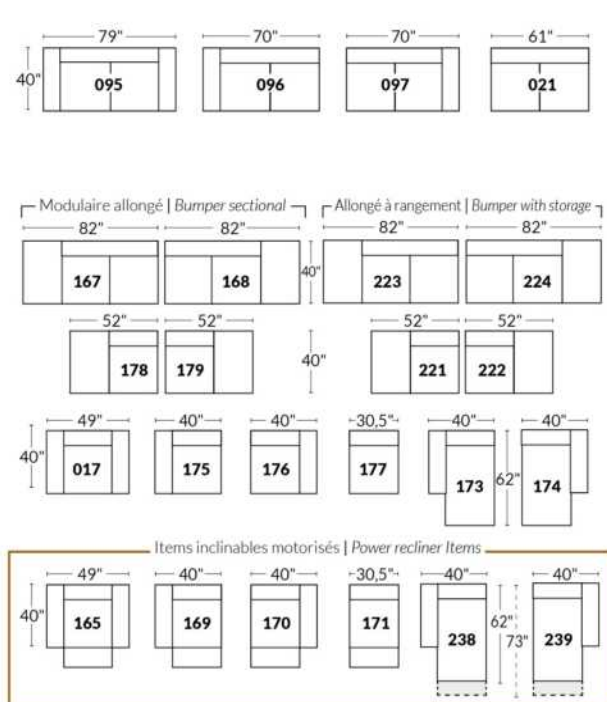 79" 70" 70" 61"
40"
095 096 097 021
Modulaire allongé | Bumper sectional Allongé à rangement | Bumper with storage
82" 82" 82" 82"
167 168 40" 223 224
52" 52" 52" 52"
178 179 40" 221 222
49" 40" 40" 30,5" 40" 40"
40"
017 175 176 177 173 62" 174
Items inclinables motorisés | Power recliner Items
49" 40" 40" 30,5" 40" 40"
40" 165 169 170 171 238 62" 73" 239